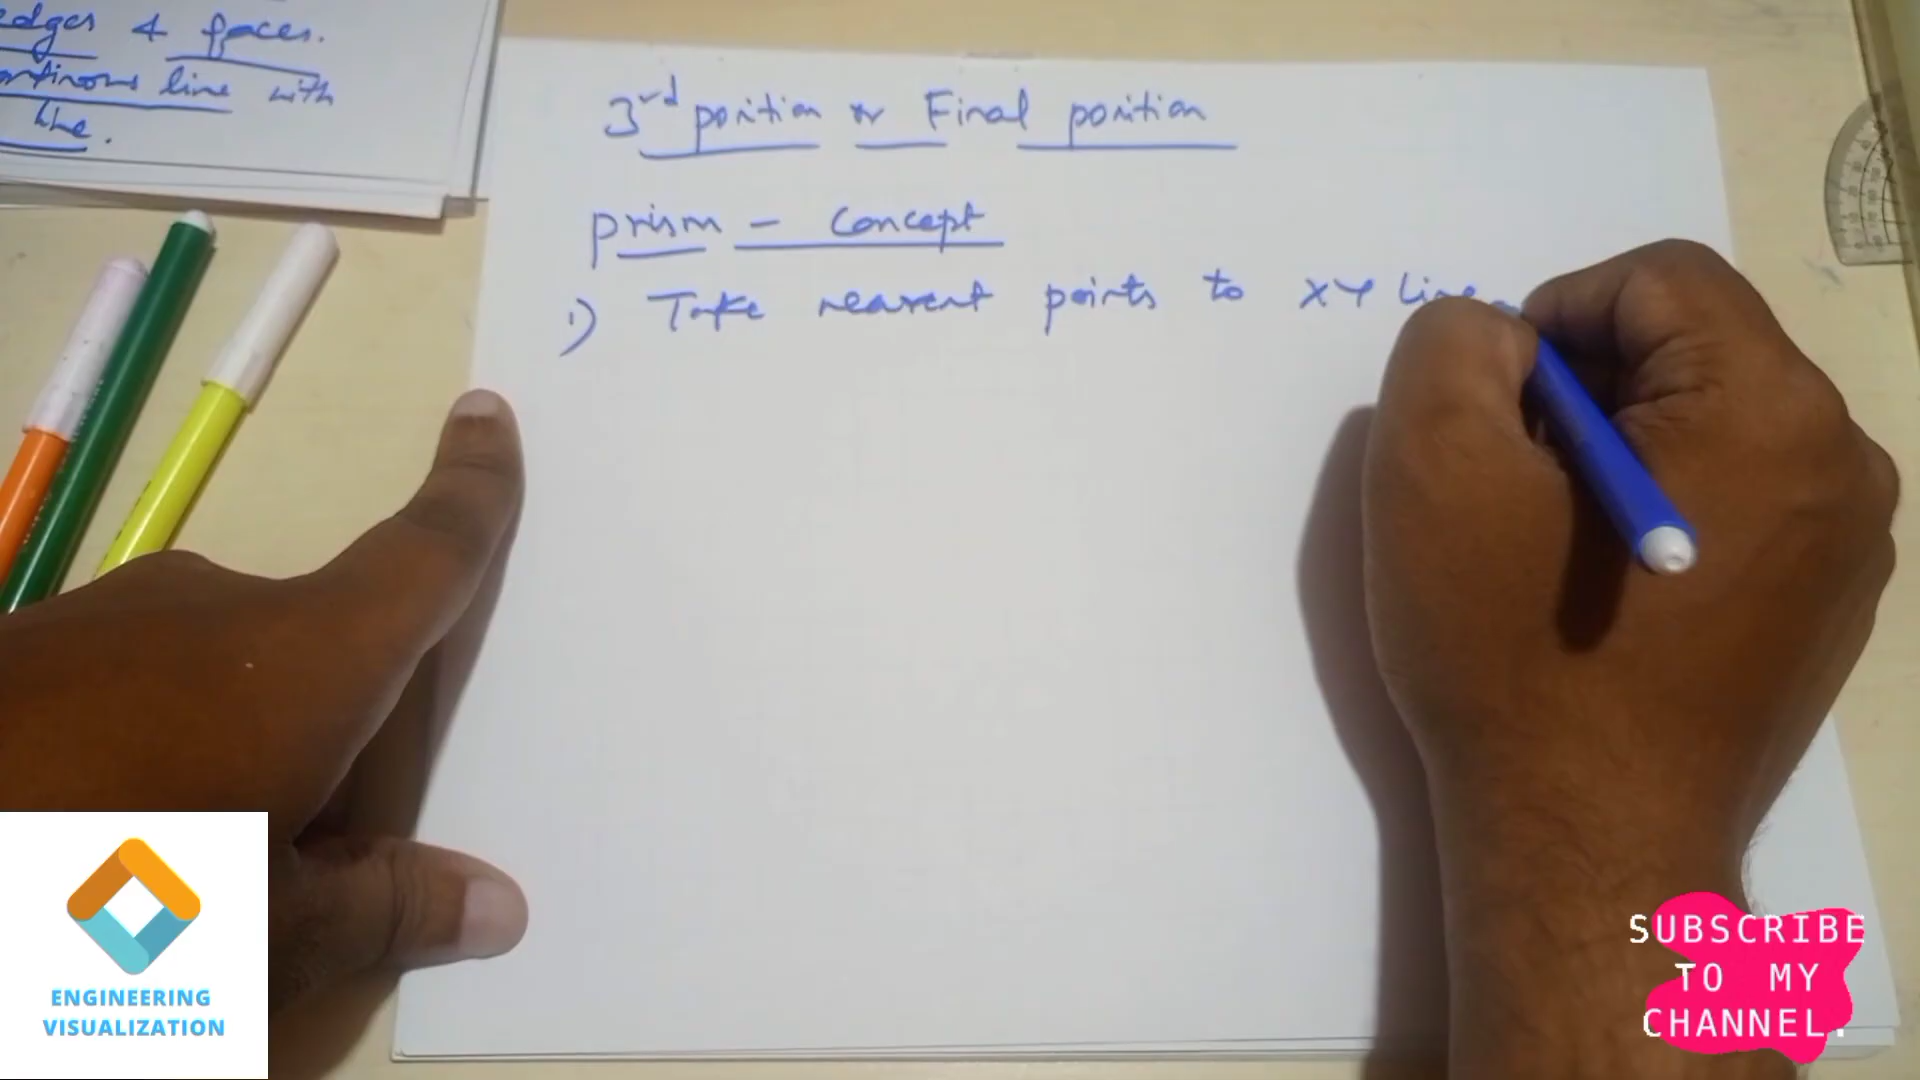 edges & faces.
continous line with
line.
3rd position or Final position
prism - concept
1) Take nearest points to XY line
ENGINEERING
VISUALIZATION
SUBSCRIBE
TO MY
CHANNEL.